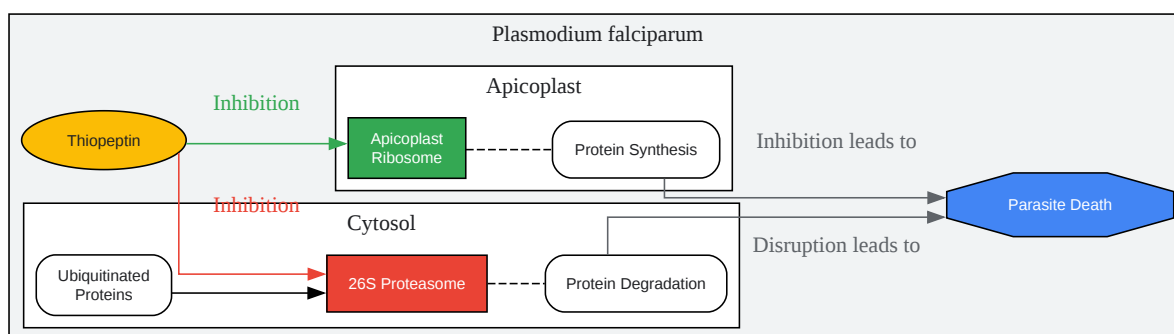 Plasmodium falciparum
Apicoplast
Inhibition
Thiopeptin
Apicoplast
Ribosome
Protein Synthesis
Inhibition leads to
Inhibition
Parasite Death
Cytosol
Disruption leads to
Ubiquitinated
Proteins
26S Proteasome
Protein Degradation